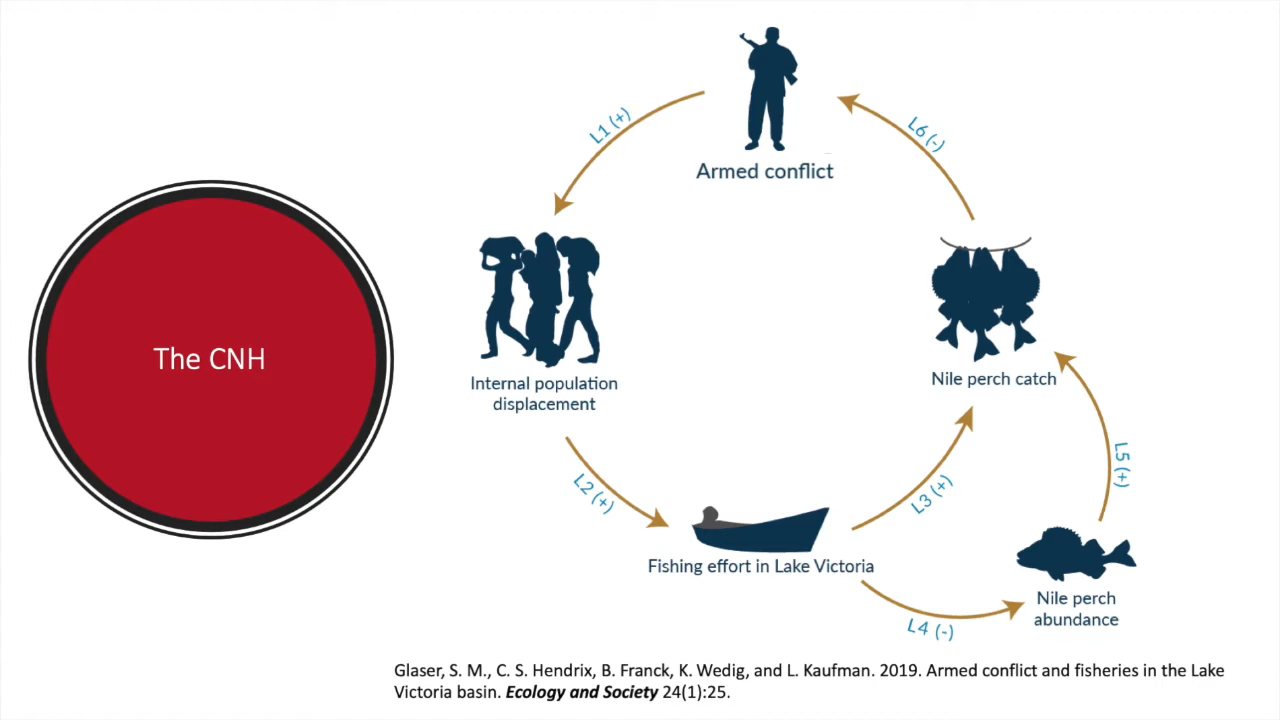 The CNH
Armed conflict
L1 (+)
L6 (-)
Internal population
displacement
Nile perch catch
L2 (+)
L3 (+)
L5 (+)
Fishing effort in Lake Victoria
Nile perch
abundance
L4 (-)
Glaser, S. M., C. S. Hendrix, B. Franck, K. Wedig, and L. Kaufman. 2019. Armed conflict and fisheries in the Lake
Victoria basin. Ecology and Society 24(1):25.